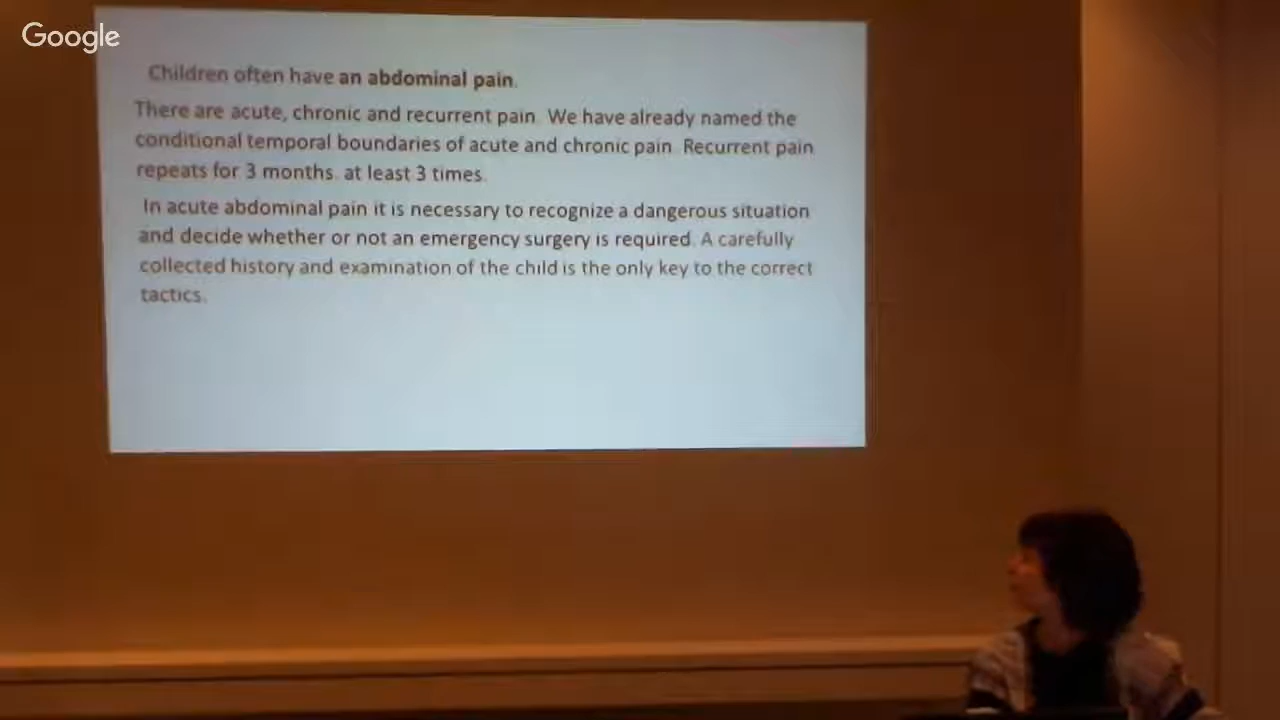 Google
Children often have an abdominal pain.
There are acute, chronic and recurrent pain. We have already named the
conditional temporal boundaries of acute and chronic pain. Recurrent pain
repeats for 3 months. at least 3 times.
In acute abdominal pain it is necessary to recognize a dangerous situation
and decide whether or not an emergency surgery is required. A carefully
collected history and examination of the child is the only key to the correct
tactics.